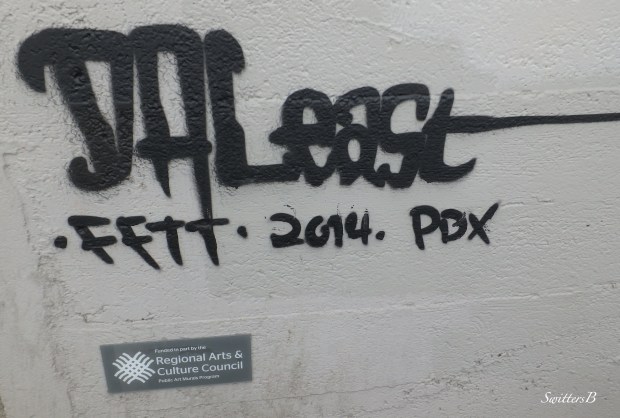 DALeast
.FFTT. 2014. PDX
Funded in part by the
Regional Arts &
Culture Council
Public Art Murals Program
SwittersB